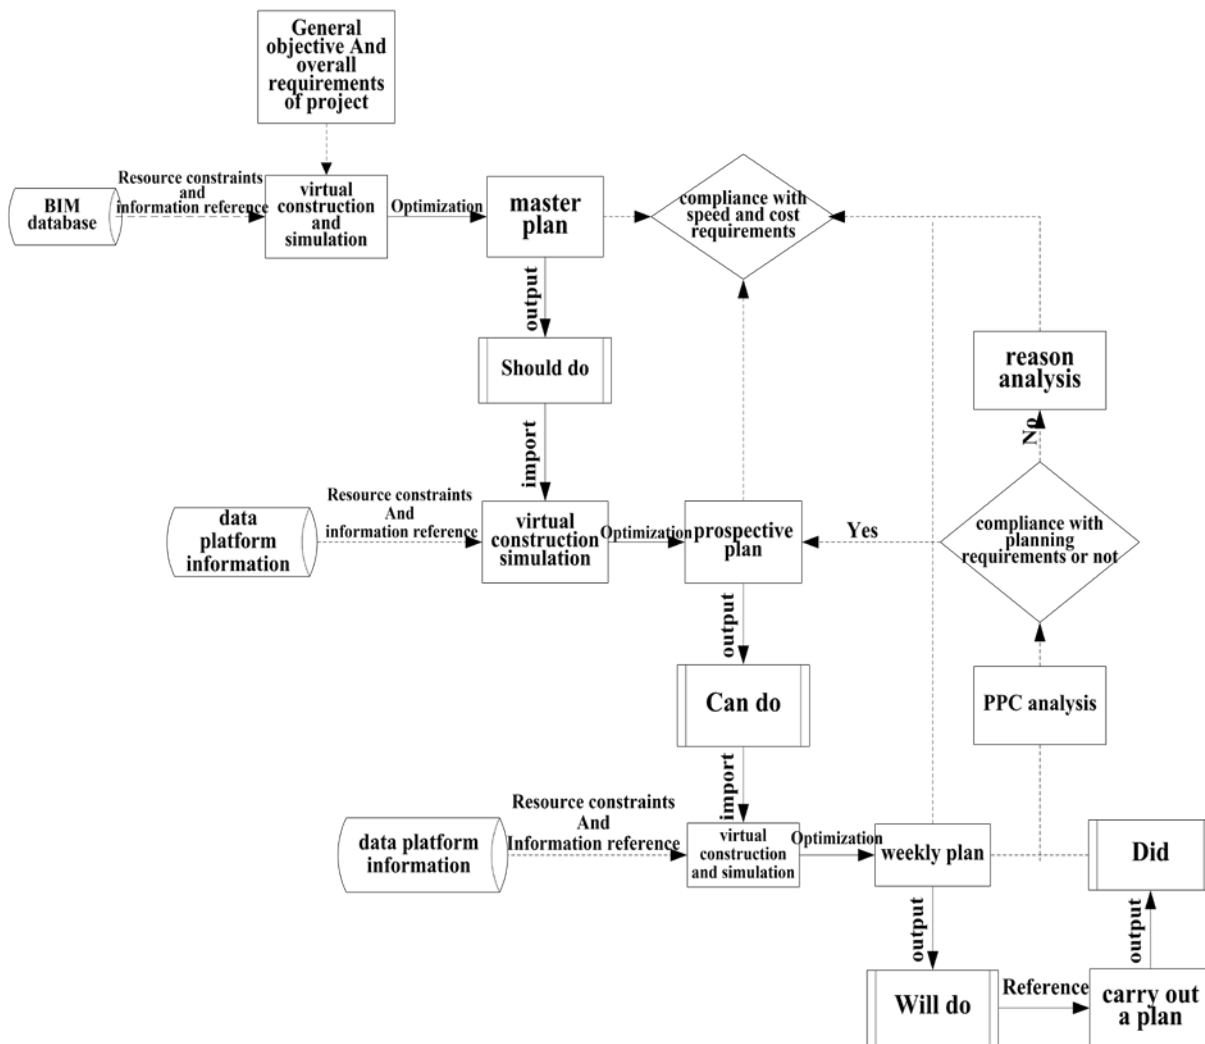 General
objective And
overall
requirements
of project
Resource constraints
and
information reference
BIM
database
virtual
construction
and
simulation
Optimization
master
plan
compliance with
speed and cost
requirements
output
Should do
import
reason
analysis
No
Resource constraints
And
information reference
data
platform
information
virtual
construction
simulation
Optimization
prospective
plan
Yes
compliance with
planning
requirements or not
output
Can do
PPC analysis
import
Resource constraints
And
Information reference
data platform
information
virtual
construction
and simulation
Optimization
weekly plan
Did
output
output
Will do
Reference
carry out
a plan